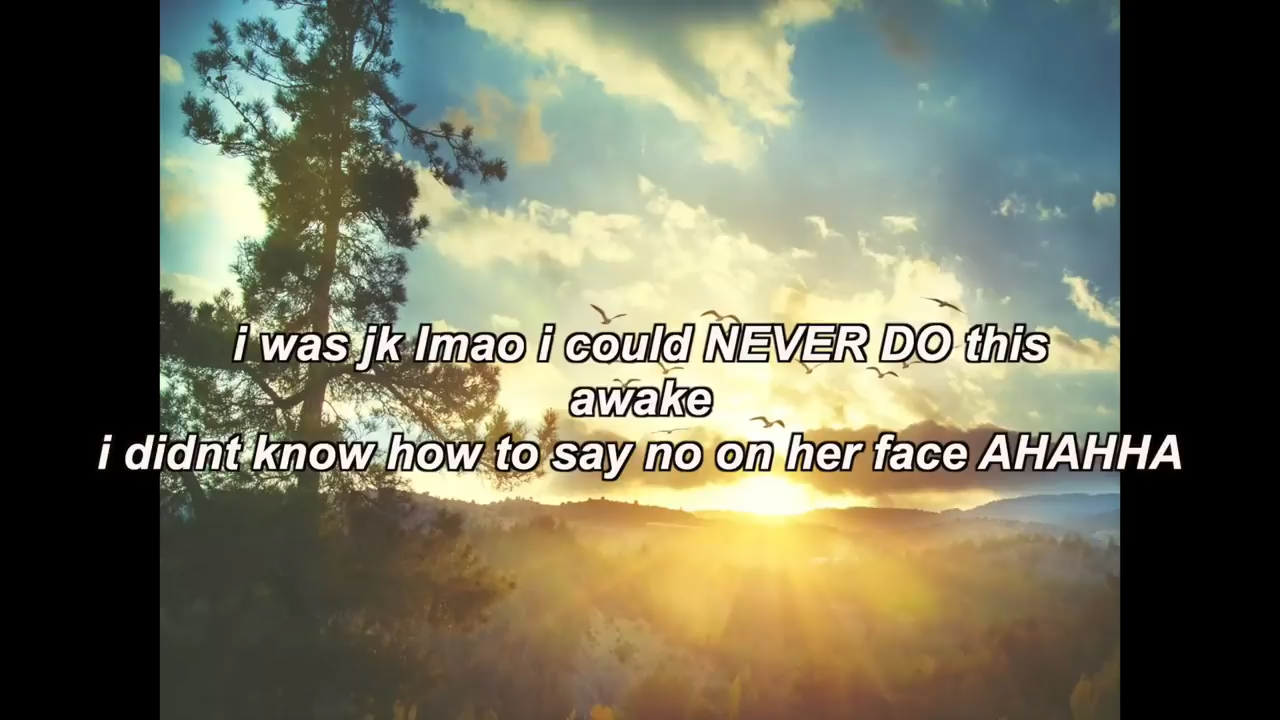 i was jk lmao i could NEVER DO this
awake
i didnt know how to say no on her face AHAHHA